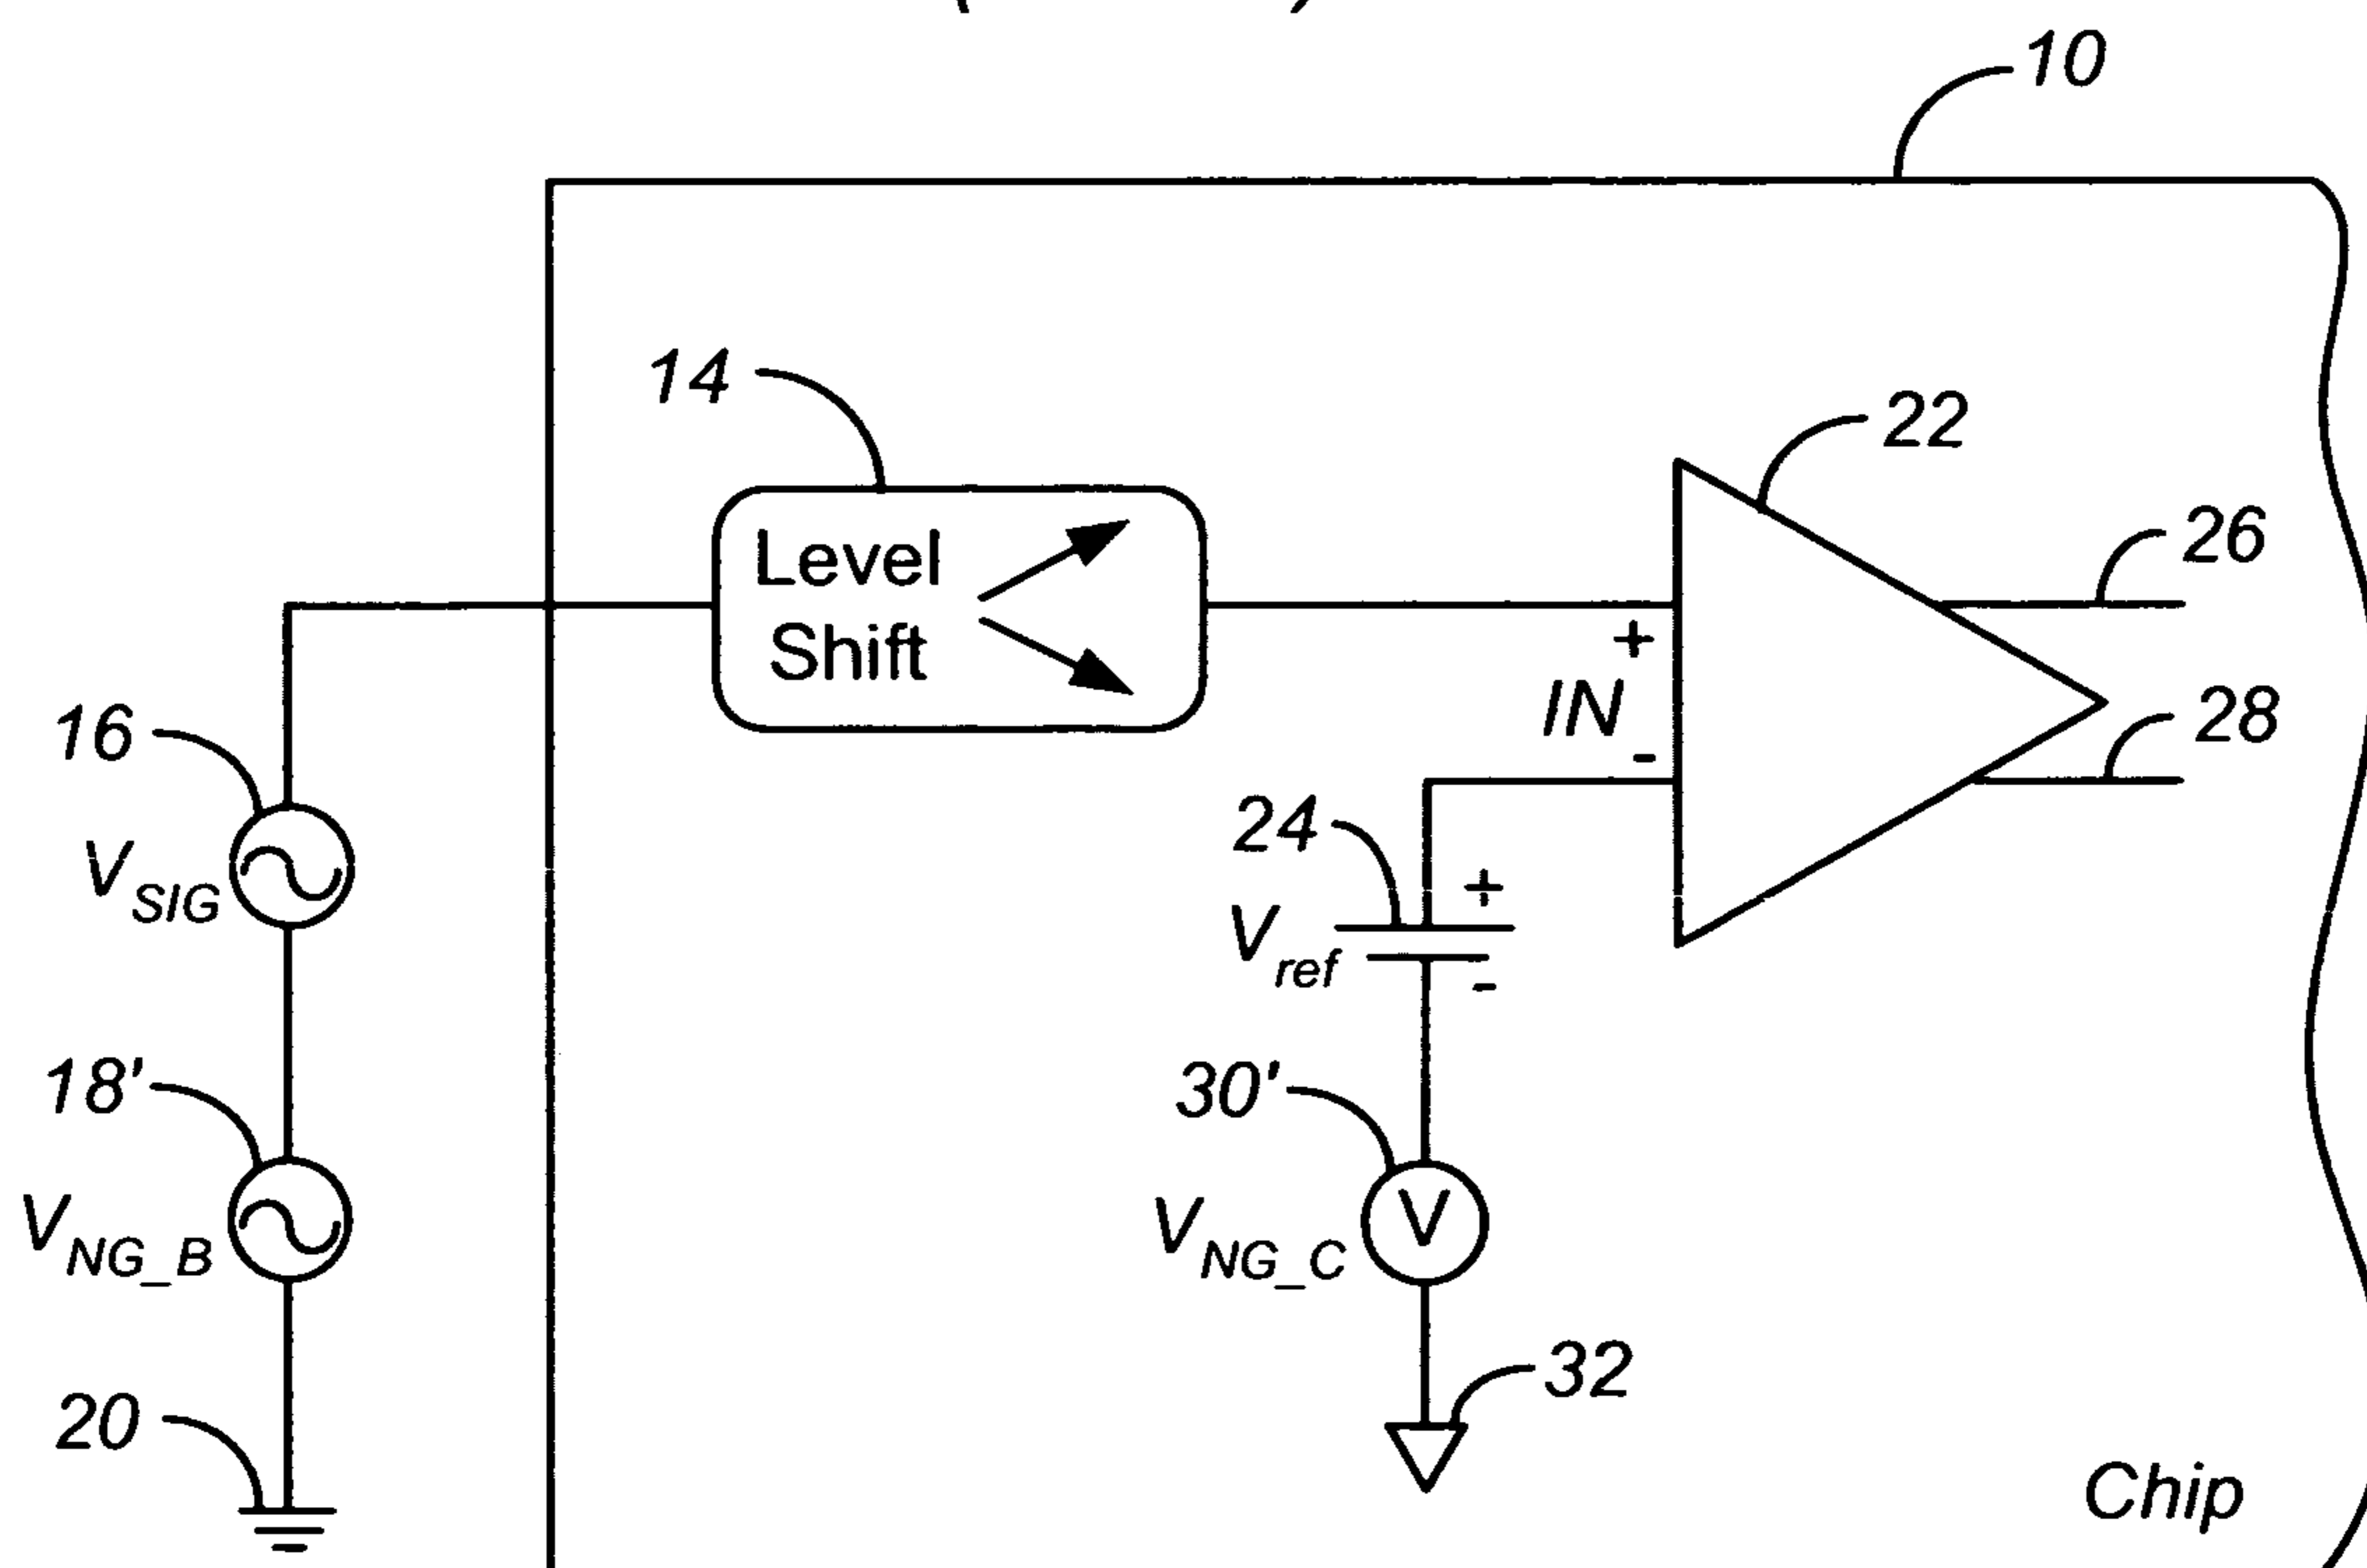 10
14
22
Level
Shift
26
+
IN
-
28
16
V_SIG
24
+
V_ref
-
18'
30'
V_NG_B
V_NG_C
V
20
32
Chip